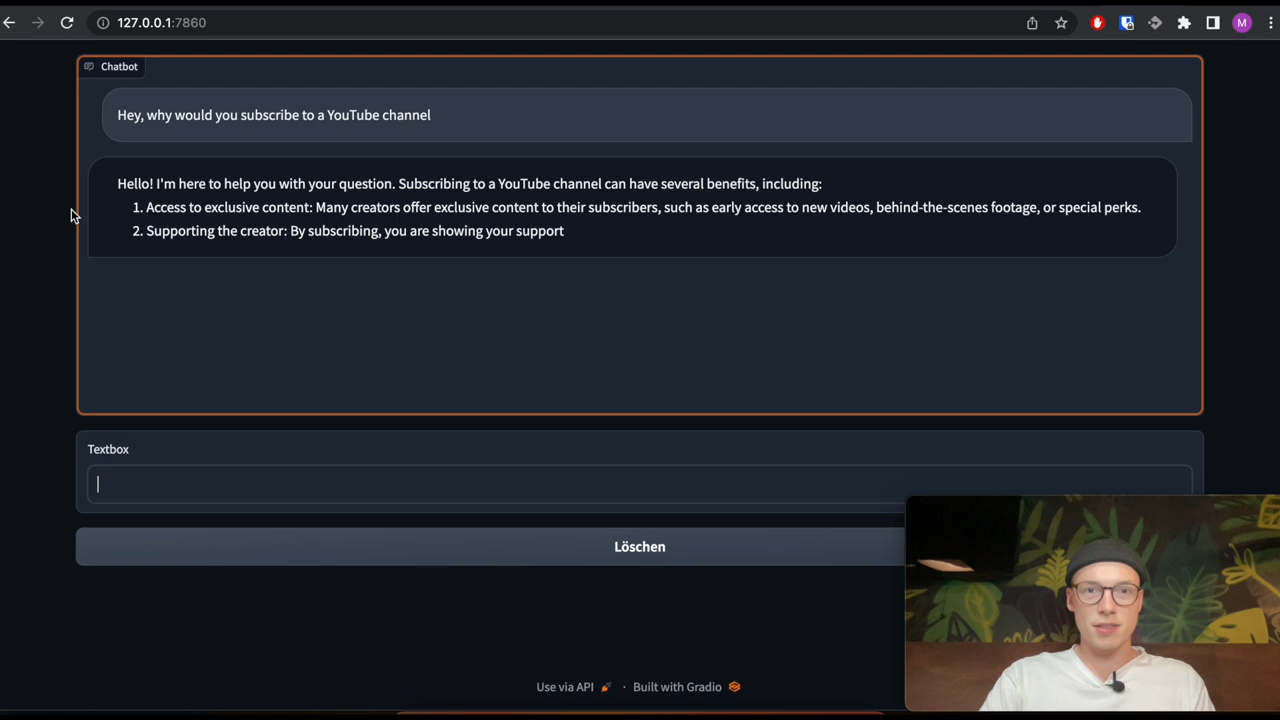 127.0.0.1:7860
M
Chatbot
Hey, why would you subscribe to a YouTube channel
Hello! I'm here to help you with your question. Subscribing to a YouTube channel can have several benefits, including:
1. Access to exclusive content: Many creators offer exclusive content to their subscribers, such as early access to new videos, behind-the-scenes footage, or special perks.
2. Supporting the creator: By subscribing, you are showing your support
Textbox
Löschen
Use via API · Built with Gradio